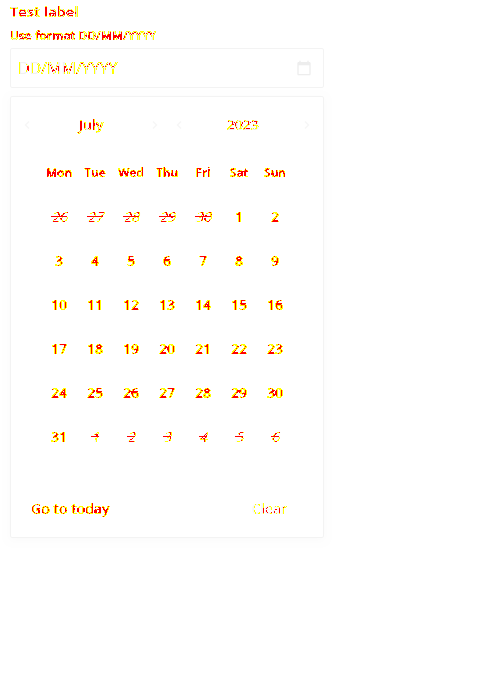 Test label
Use format DD/MM/YYYY
DD/MM/YYYY
July 2023
Mon Tue Wed Thu Fri Sat Sun
26 27 28 29 30 1 2
3 4 5 6 7 8 9
10 11 12 13 14 15 16
17 18 19 20 21 22 23
24 25 26 27 28 29 30
31 1 2 3 4 5 6
Go to today Clear